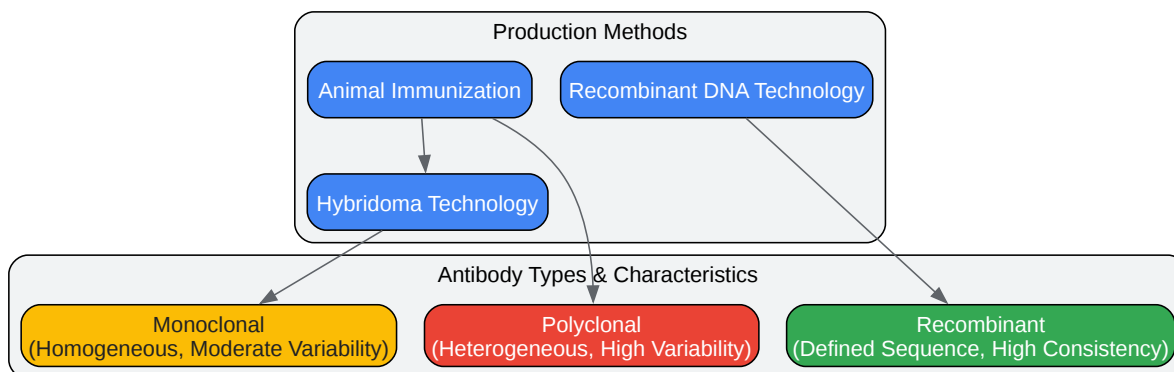 Production Methods
Animal Immunization
Recombinant DNA Technology
Hybridoma Technology
Antibody Types & Characteristics
Monoclonal
(Homogeneous, Moderate Variability)
Polyclonal
(Heterogeneous, High Variability)
Recombinant
(Defined Sequence, High Consistency)